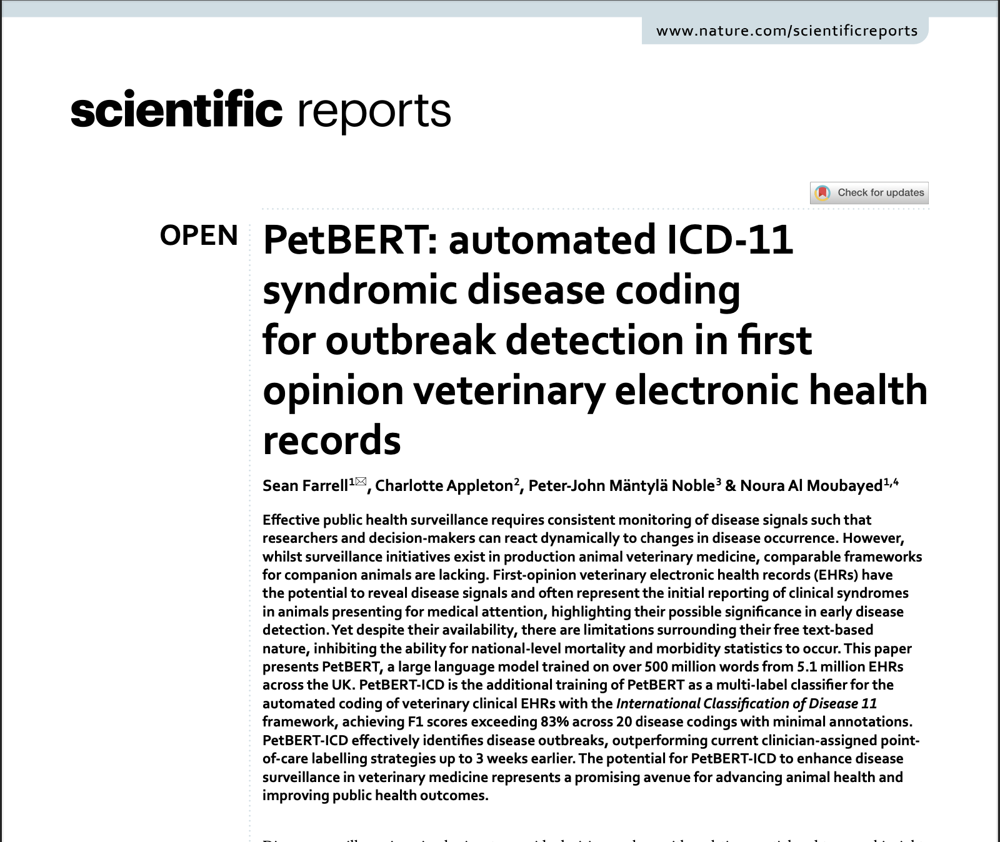 www.nature.com/scientificreports
scientific reports
Check for updates
OPEN
PetBERT: automated ICD-11
syndromic disease coding
for outbreak detection in first
opinion veterinary electronic health
records
Sean Farrell1✉, Charlotte Appleton2, Peter-John Mäntylä Noble3 & Noura Al Moubayed1,4
Effective public health surveillance requires consistent monitoring of disease signals such that
researchers and decision-makers can react dynamically to changes in disease occurrence. However,
whilst surveillance initiatives exist in production animal veterinary medicine, comparable frameworks
for companion animals are lacking. First-opinion veterinary electronic health records (EHRs) have
the potential to reveal disease signals and often represent the initial reporting of clinical syndromes
in animals presenting for medical attention, highlighting their possible significance in early disease
detection. Yet despite their availability, there are limitations surrounding their free text-based
nature, inhibiting the ability for national-level mortality and morbidity statistics to occur. This paper
presents PetBERT, a large language model trained on over 500 million words from 5.1 million EHRs
across the UK. PetBERT-ICD is the additional training of PetBERT as a multi-label classifier for the
automated coding of veterinary clinical EHRs with the International Classification of Disease 11
framework, achieving F1 scores exceeding 83% across 20 disease codings with minimal annotations.
PetBERT-ICD effectively identifies disease outbreaks, outperforming current clinician-assigned point-
of-care labelling strategies up to 3 weeks earlier. The potential for PetBERT-ICD to enhance disease
surveillance in veterinary medicine represents a promising avenue for advancing animal health and
improving public health outcomes.